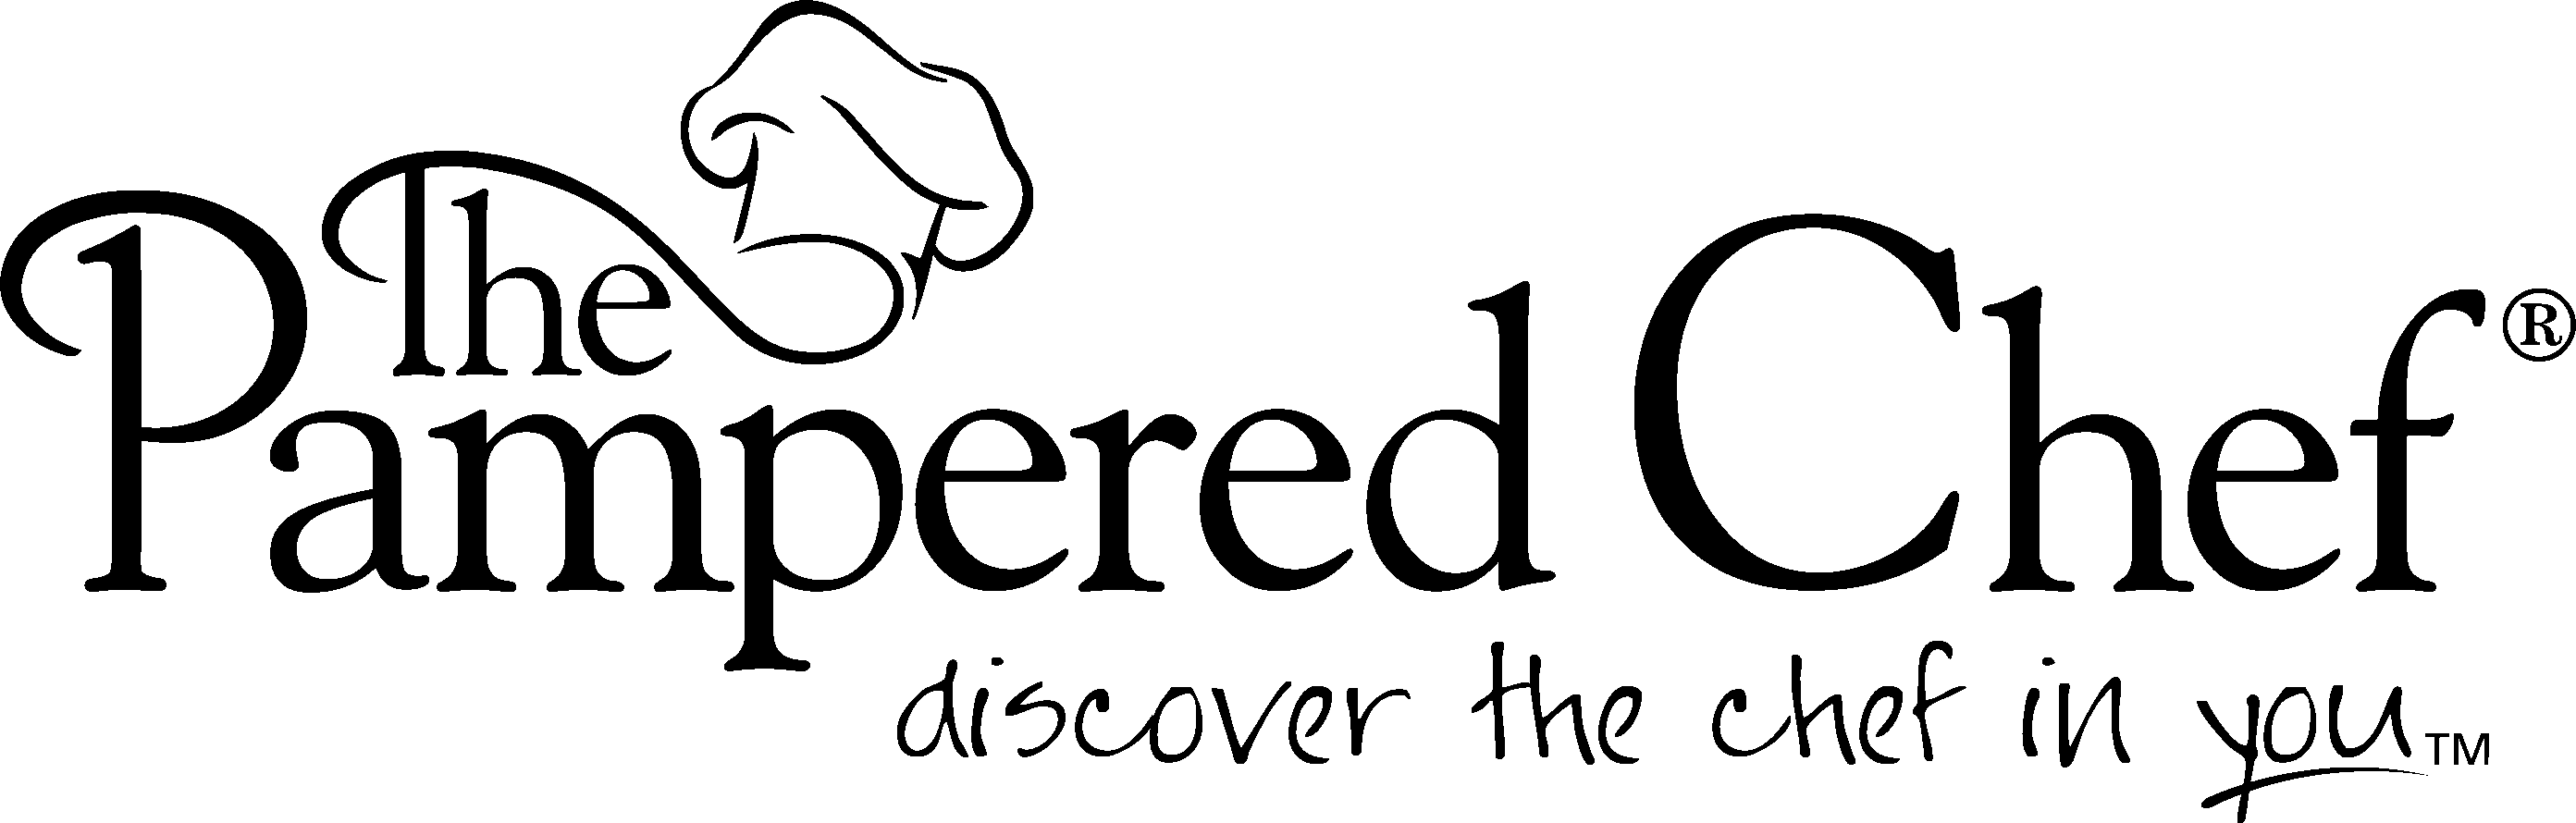 The
Pampered Chef®
discover the chef in you™